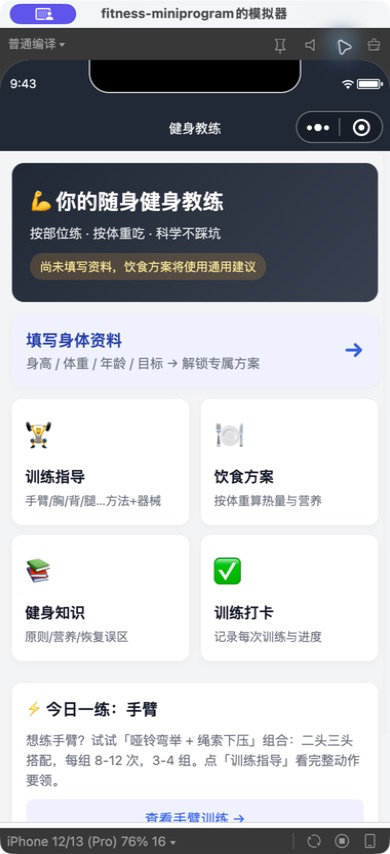 fitness-miniprogram的模拟器
普通编译
9:43
健身教练
你的随身健身教练
按部位练 · 按体重吃 · 科学不踩坑
尚未填写资料，饮食方案将使用通用建议
填写身体资料
身高 / 体重 / 年龄 / 目标 → 解锁专属方案
→
训练指导
手臂/胸/背/腿…方法+器械
饮食方案
按体重算热量与营养
健身知识
原则/营养/恢复误区
训练打卡
记录每次训练与进度
今日一练：手臂
想练手臂？试试「哑铃弯举 + 绳索下压」组合：二头三头
搭配，每组 8-12 次，3-4 组。点「训练指导」看完整动作
要领。
查看手臂训练 →
iPhone 12/13 (Pro) 76% 16